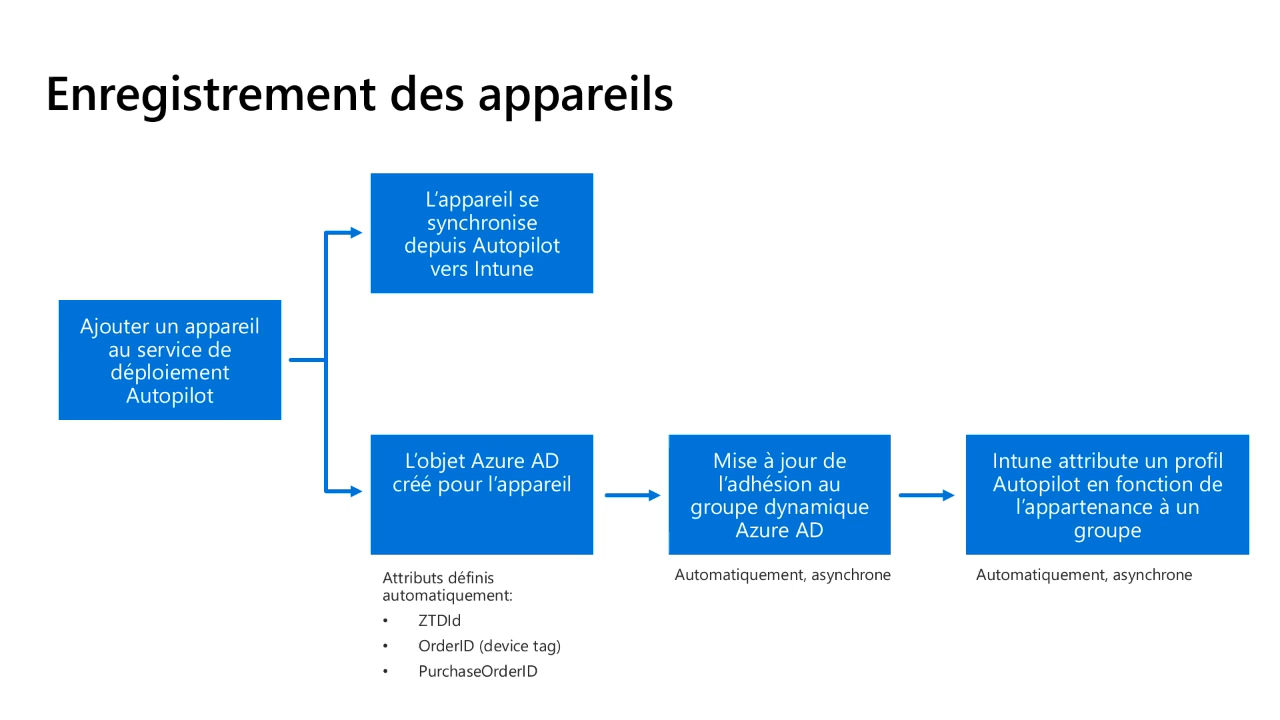 Enregistrement des appareils
L’appareil se
synchronise
depuis Autopilot
vers Intune
Ajouter un appareil
au service de
déploiement
Autopilot
L’objet Azure AD
créé pour l’appareil
Mise à jour de
l’adhésion au
groupe dynamique
Azure AD
Intune attribute un profil
Autopilot en fonction de
l’appartenance à un
groupe
Attributs définis
automatiquement:
• ZTDId
• OrderID (device tag)
• PurchaseOrderID
Automatiquement, asynchrone
Automatiquement, asynchrone